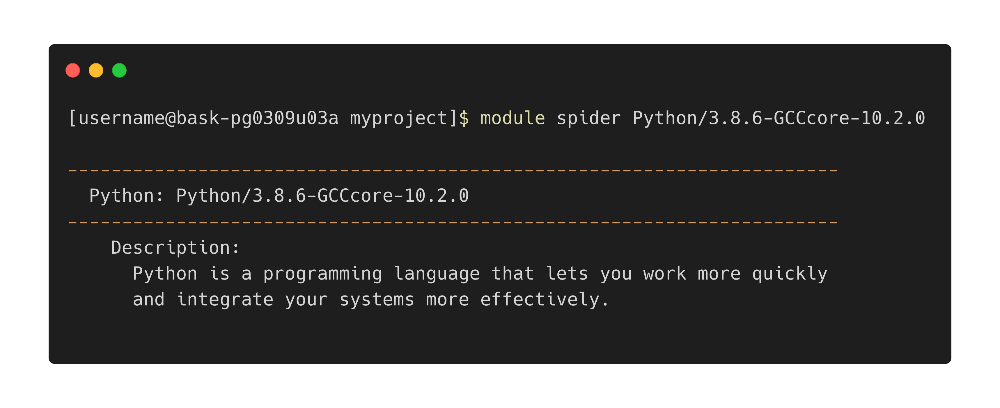 [username@bask-pg0309u03a myproject]$ module spider Python/3.8.6-GCCcore-10.2.0
-----------------------------------------------------------------------
Python: Python/3.8.6-GCCcore-10.2.0
-----------------------------------------------------------------------
Description:
Python is a programming language that lets you work more quickly
and integrate your systems more effectively.